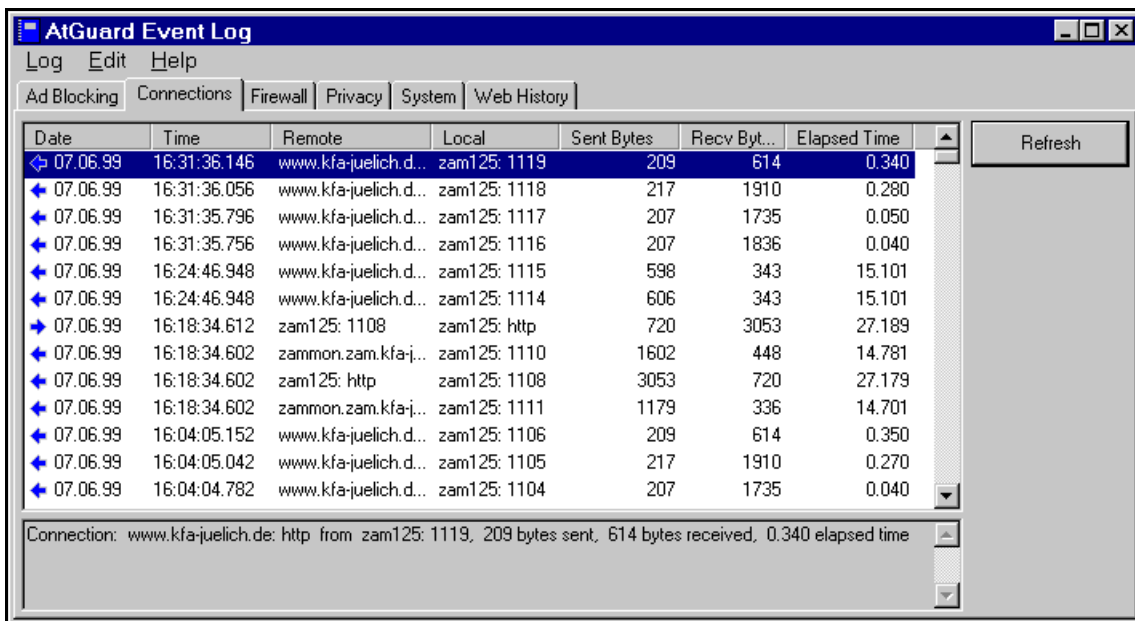 AtGuard Event Log
Log Edit Help
Ad Blocking Connections Firewall Privacy System Web History
Date Time Remote Local Sent Bytes Recv Byt... Elapsed Time
07.06.99 16:31:36.146 www.kfa-juelich.d... zam125: 1119 209 614 0.340
07.06.99 16:31:36.056 www.kfa-juelich.d... zam125: 1118 217 1910 0.280
07.06.99 16:31:35.796 www.kfa-juelich.d... zam125: 1117 207 1735 0.050
07.06.99 16:31:35.756 www.kfa-juelich.d... zam125: 1116 207 1836 0.040
07.06.99 16:24:46.948 www.kfa-juelich.d... zam125: 1115 598 343 15.101
07.06.99 16:24:46.948 www.kfa-juelich.d... zam125: 1114 606 343 15.101
07.06.99 16:18:34.612 zam125: 1108 zam125: http 720 3053 27.189
07.06.99 16:18:34.602 zammon.zam.kfa-j... zam125: 1110 1602 448 14.781
07.06.99 16:18:34.602 zam125: http zam125: 1108 3053 720 27.179
07.06.99 16:18:34.602 zammon.zam.kfa-j... zam125: 1111 1179 336 14.701
07.06.99 16:04:05.152 www.kfa-juelich.d... zam125: 1106 209 614 0.350
07.06.99 16:04:05.042 www.kfa-juelich.d... zam125: 1105 217 1910 0.270
07.06.99 16:04:04.782 www.kfa-juelich.d... zam125: 1104 207 1735 0.040
Refresh
Connection: www.kfa-juelich.de: http from zam125: 1119, 209 bytes sent, 614 bytes received, 0.340 elapsed time